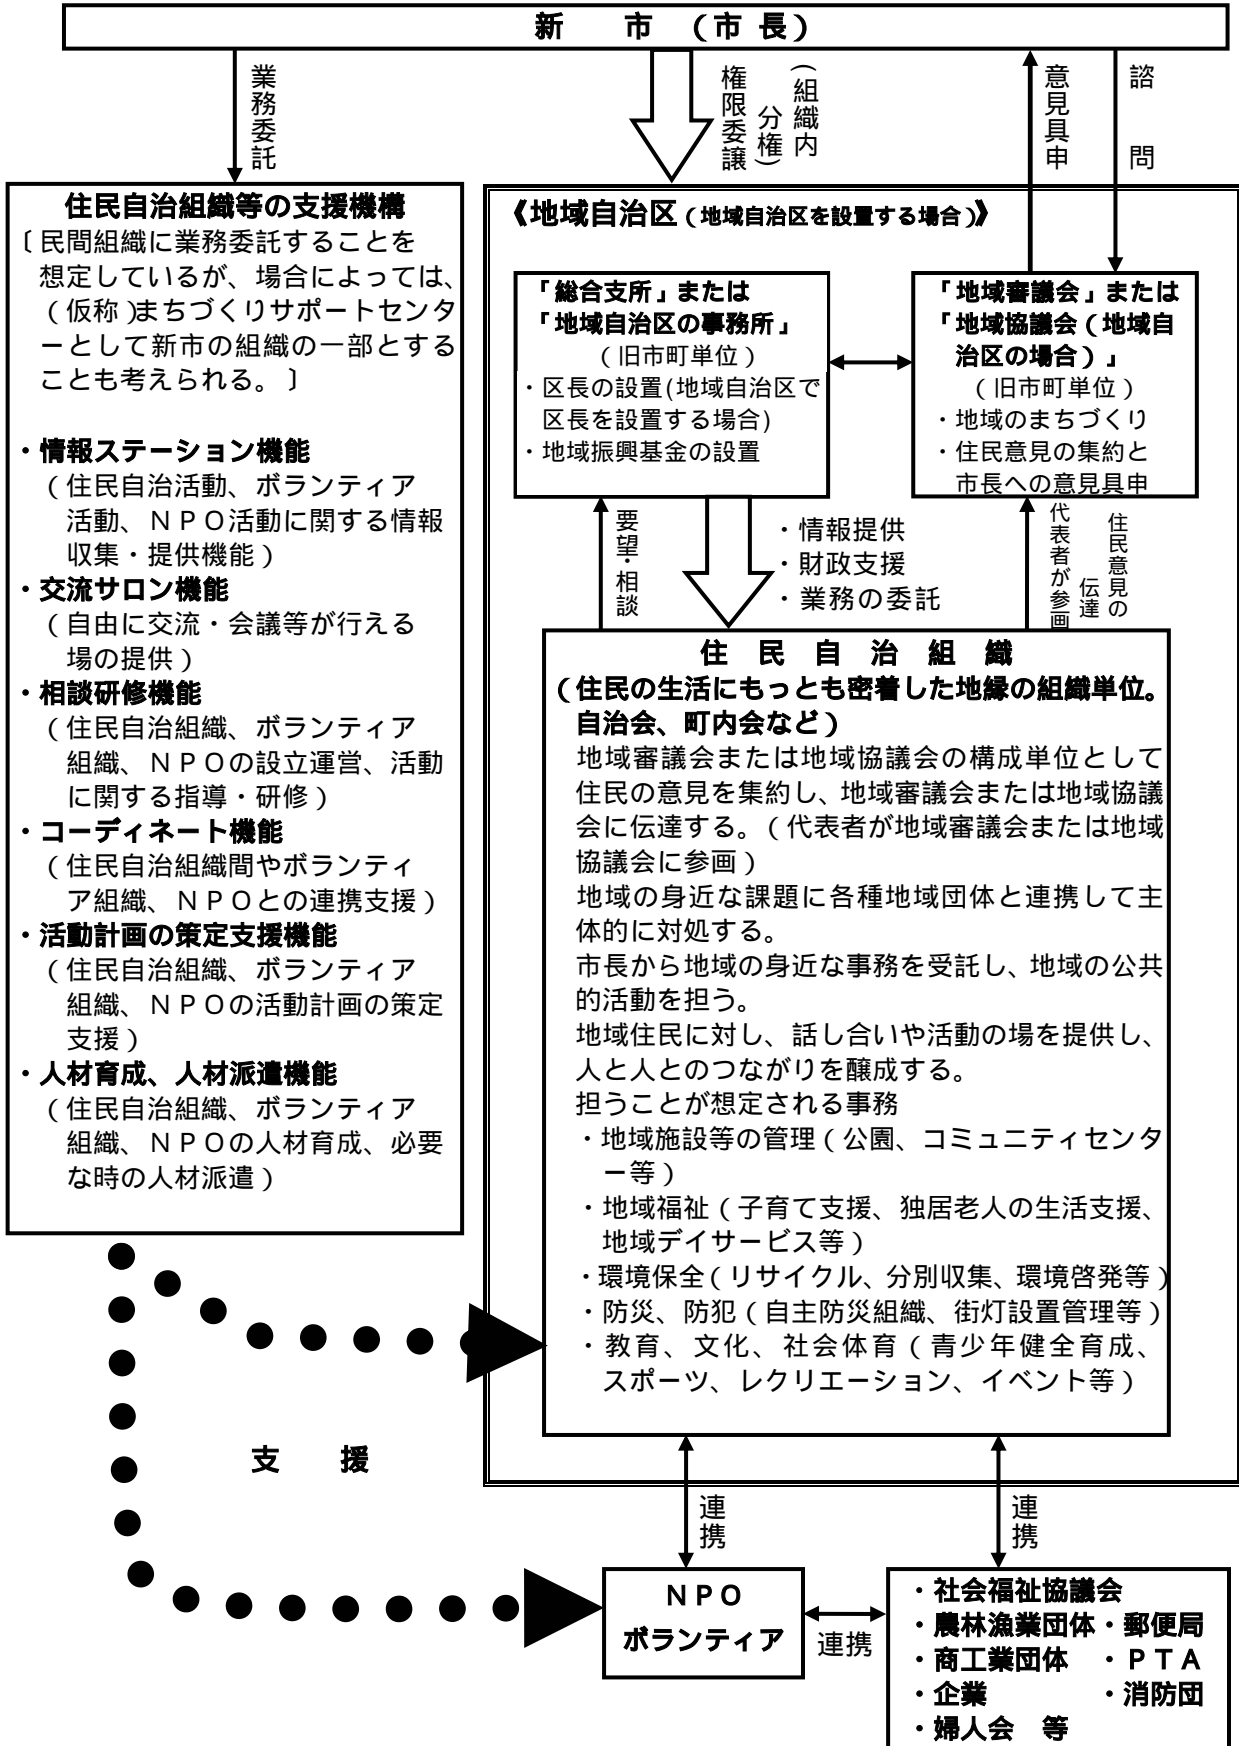 新　市　（市 長）
業務委託
権限委譲
（組織内
分権）
意見具申
諮　問
住民自治組織等の支援機構
〔民間組織に業務委託することを
想定しているが、場合によっては、
（仮称）まちづくりサポートセンタ
ーとして新市の組織の一部とする
ことも考えられる。〕
・情報ステーション機能
（住民自治活動、ボランティア
活動、ＮＰＯ活動に関する情報
収集・提供機能）
・交流サロン機能
（自由に交流・会議等が行える
場の提供）
・相談研修機能
（住民自治組織、ボランティア
組織、ＮＰＯの設立運営、活動
に関する指導・研修）
・コーディネート機能
（住民自治組織間やボランティ
ア組織、ＮＰＯとの連携支援）
・活動計画の策定支援機能
（住民自治組織、ボランティア
組織、ＮＰＯの活動計画の策定
支援）
・人材育成、人材派遣機能
（住民自治組織、ボランティア
組織、ＮＰＯの人材育成、必要
な時の人材派遣）
《地域自治区（地域自治区を設置する場合）》
「総合支所」または
「地域自治区の事務所」
（旧市町単位）
・区長の設置(地域自治区で
区長を設置する場合)
・地域振興基金の設置
「地域審議会」または
「地域協議会（地域自
治区の場合）」
（旧市町単位）
・地域のまちづくり
・住民意見の集約と
市長への意見具申
要望・相談
・情報提供
・財政支援
・業務の委託
代表者が参画
住民意見の
伝達
住 民 自 治 組 織
（住民の生活にもっとも密着した地縁の組織単位。
自治会、町内会など）
地域審議会または地域協議会の構成単位として
住民の意見を集約し、地域審議会または地域協議
会に伝達する。（代表者が地域審議会または地域
協議会に参画）
地域の身近な課題に各種地域団体と連携して主
体的に対処する。
市長から地域の身近な事務を受託し、地域の公共
的活動を担う。
地域住民に対し、話し合いや活動の場を提供し、
人と人とのつながりを醸成する。
担うことが想定される事務
・地域施設等の管理（公園、コミュニティセンタ
ー等）
・地域福祉（子育て支援、独居老人の生活支援、
地域デイサービス等）
・環境保全（リサイクル、分別収集、環境啓発等）
・防災、防犯（自主防災組織、街灯設置管理等）
・教育、文化、社会体育（青少年健全育成、
スポーツ、レクリエーション、イベント等）
支　援
連携
連携
ＮＰＯ
ボランティア
連携
・社会福祉協議会
・農林漁業団体・郵便局
・商工業団体　・ＰＴＡ
・企業　　　　・消防団
・婦人会　等